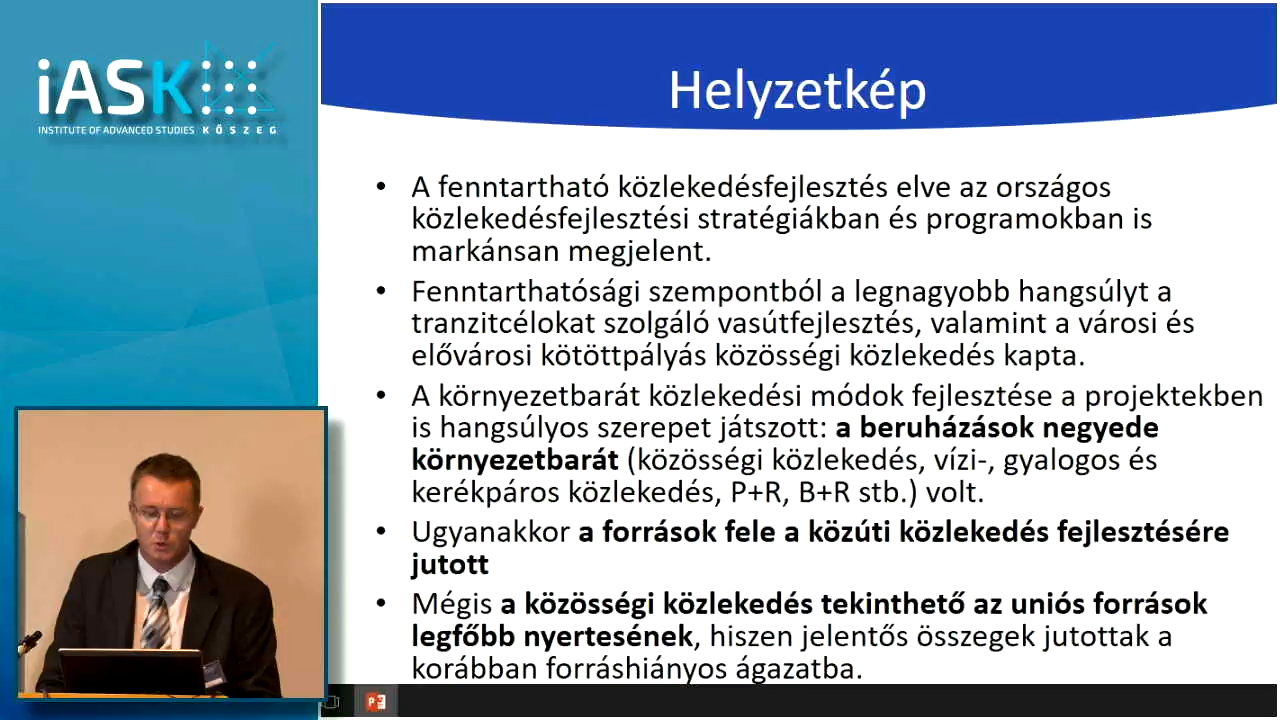 iASK
INSTITUTE OF ADVANCED STUDIES KŐSZEG
Helyzetkép
• A fenntartható közlekedésfejlesztés elve az országos
közlekedésfejlesztési stratégiákban és programokban is
markánsan megjelent.
• Fenntarthatósági szempontból a legnagyobb hangsúlyt a
tranzitcélokat szolgáló vasútfejlesztés, valamint a városi és
elővárosi kötöttpályás közösségi közlekedés kapta.
• A környezetbarát közlekedési módok fejlesztése a projektekben
is hangsúlyos szerepet játszott: a beruházások negyede
környezetbarát (közösségi közlekedés, vízi-, gyalogos és
kerékpáros közlekedés, P+R, B+R stb.) volt.
• Ugyanakkor a források fele a közúti közlekedés fejlesztésére
jutott
• Mégis a közösségi közlekedés tekinthető az uniós források
legfőbb nyertesének, hiszen jelentős összegek jutottak a
korábban forráshiányos ágazatba.